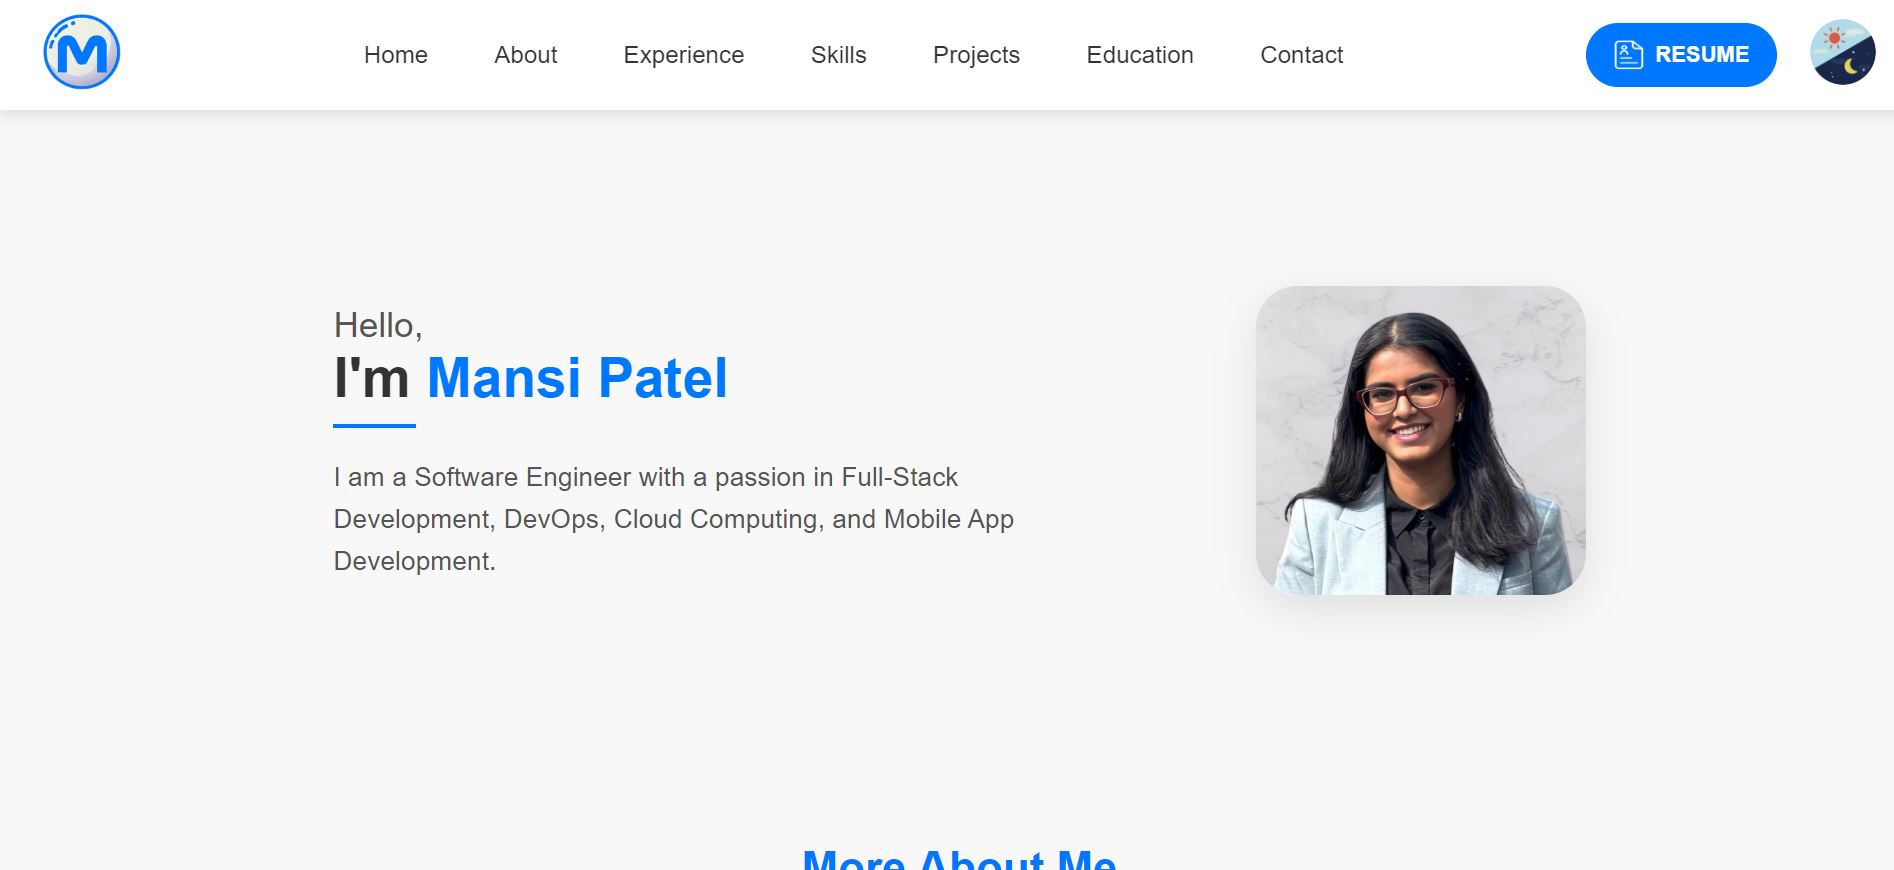 M
Home About Experience Skills Projects Education Contact RESUME
Hello,
I'm Mansi Patel
I am a Software Engineer with a passion in Full-Stack
Development, DevOps, Cloud Computing, and Mobile App
Development.
More About Me